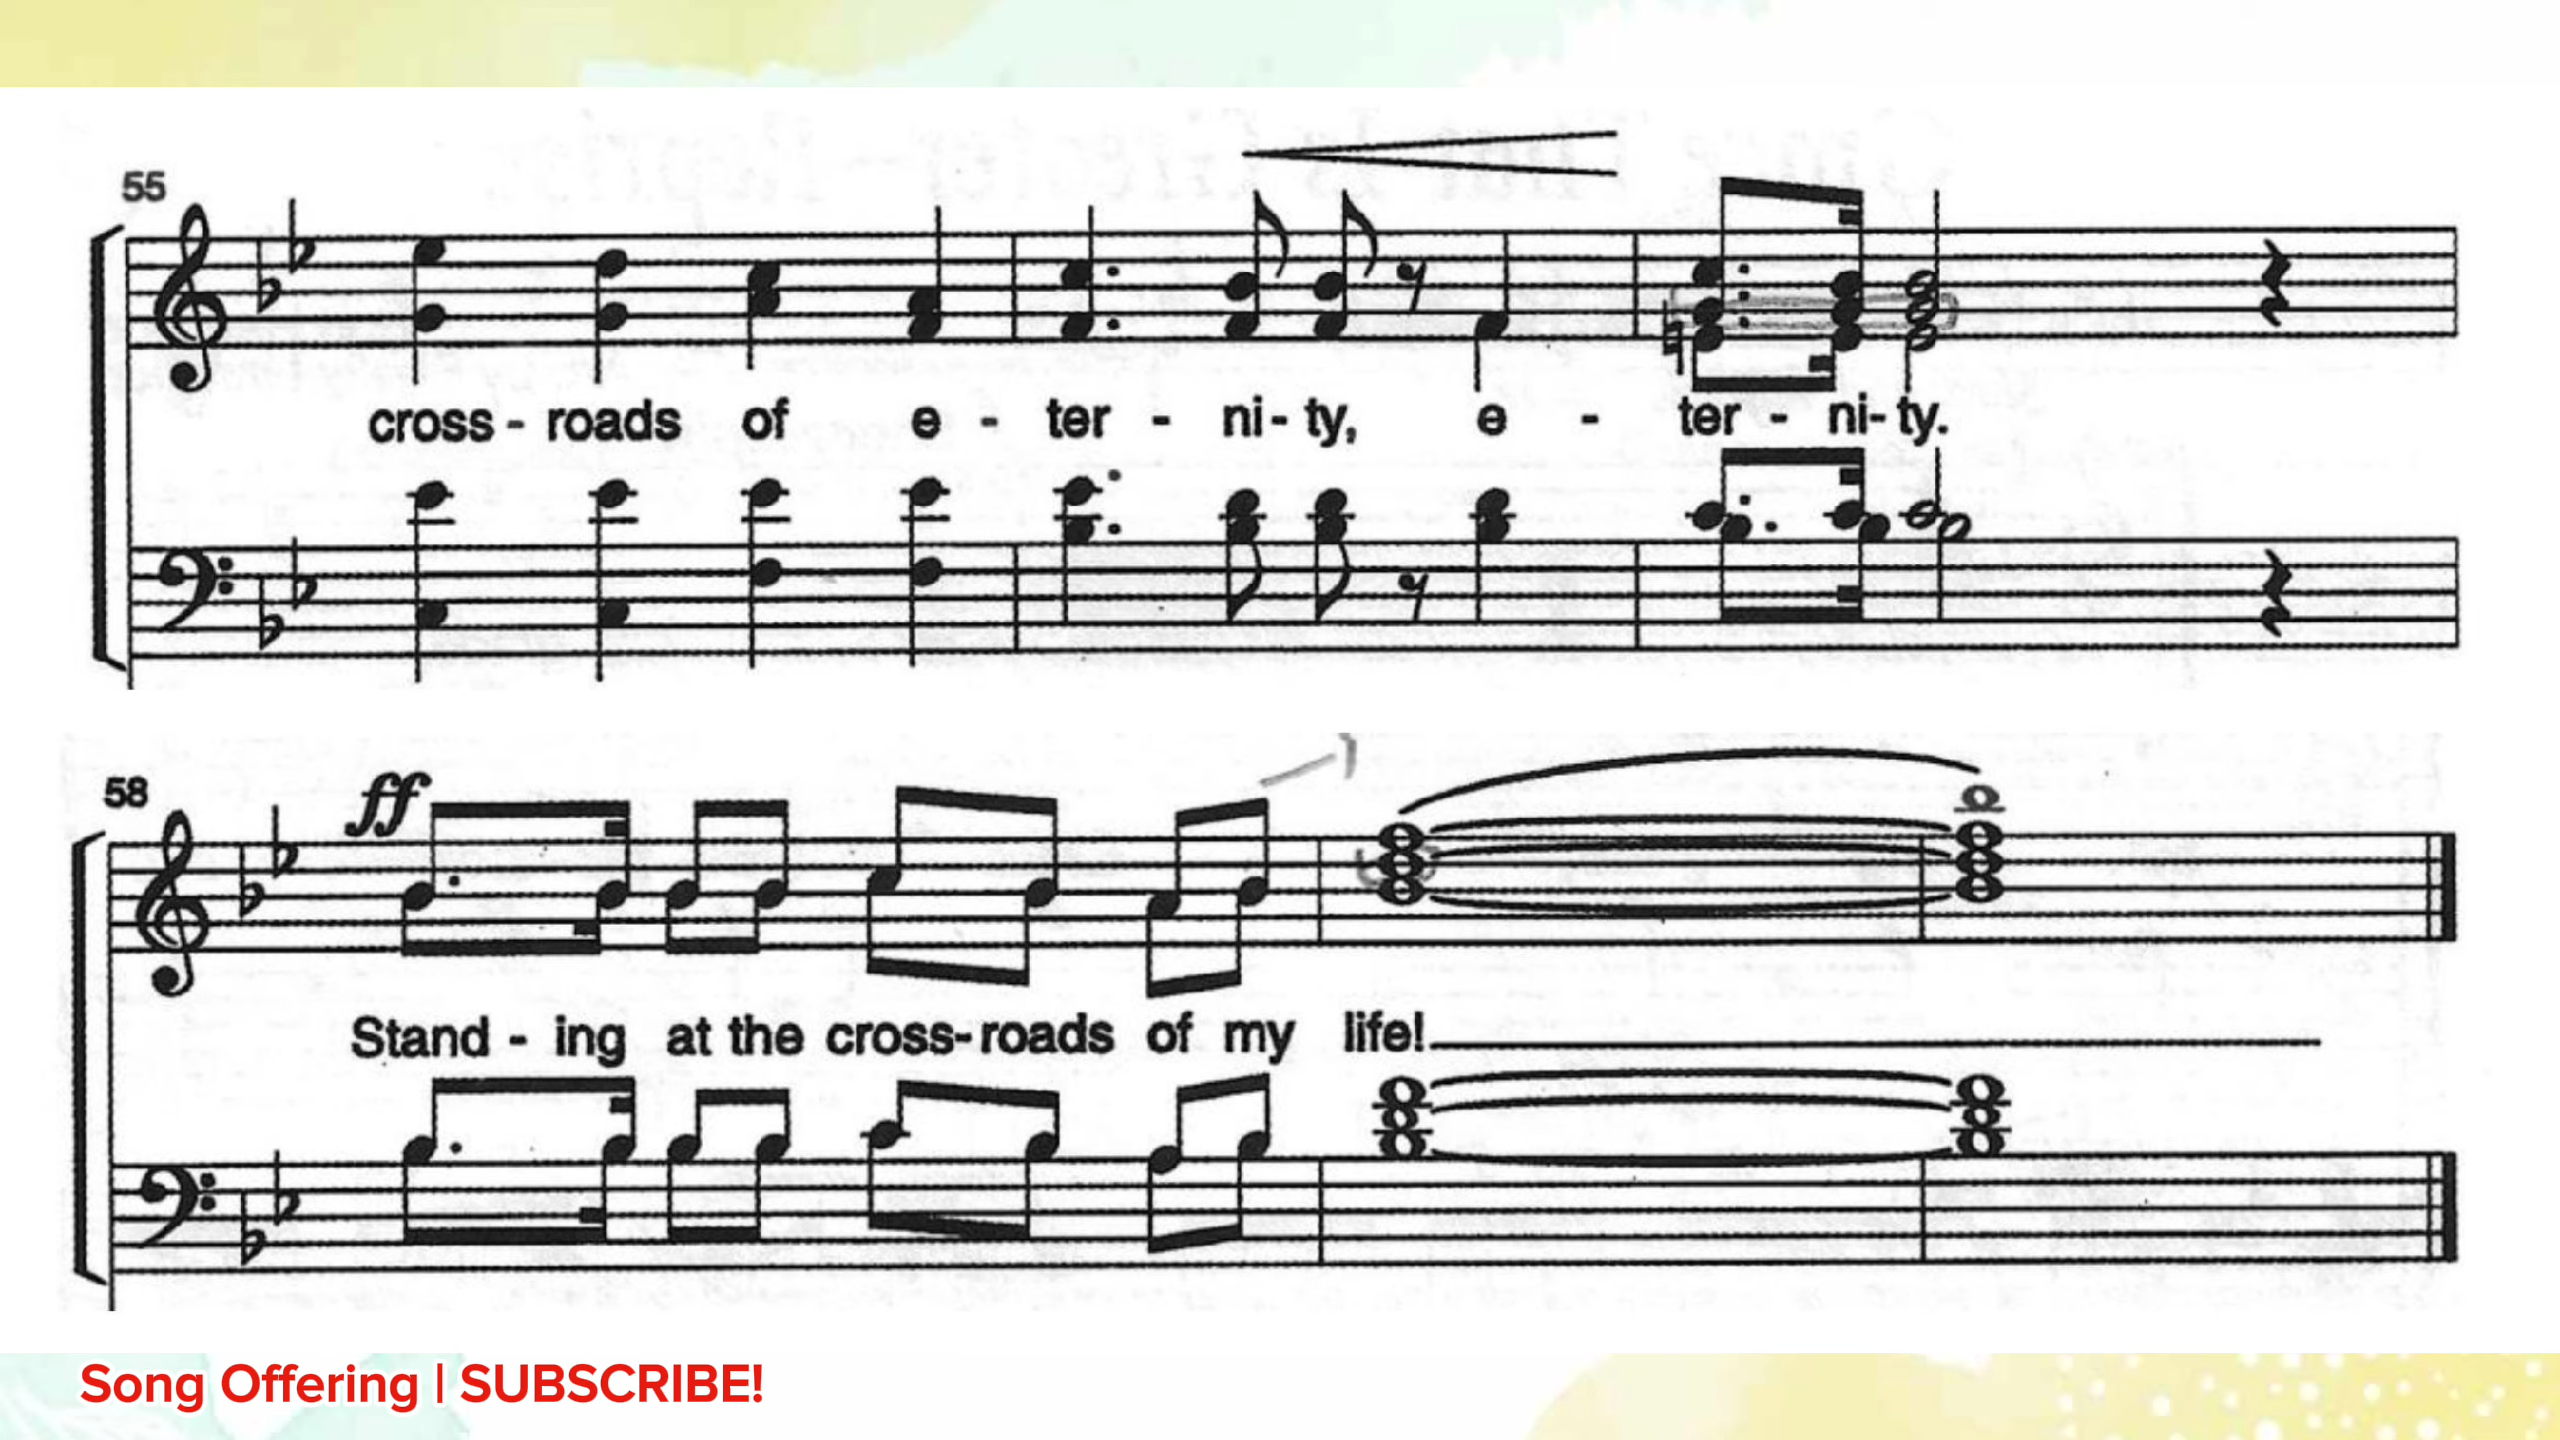 55
cross - roads of e - ter - ni - ty, e - ter - ni - ty.
58
ff
Stand - ing at the cross - roads of my life!
Song Offering | SUBSCRIBE!